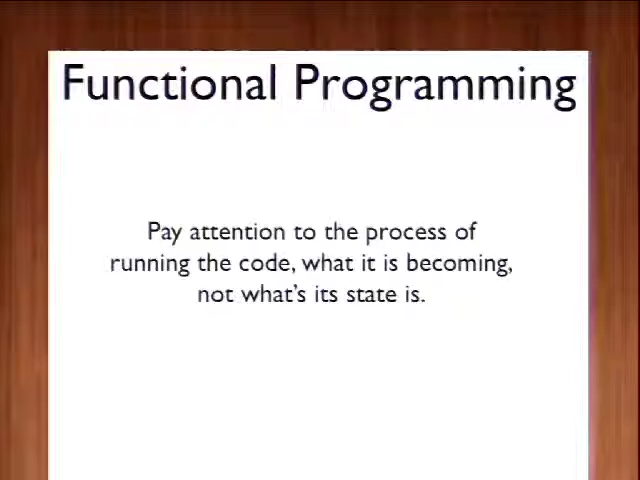 Functional Programming
Pay attention to the process of
running the code, what it is becoming,
not what's its state is.